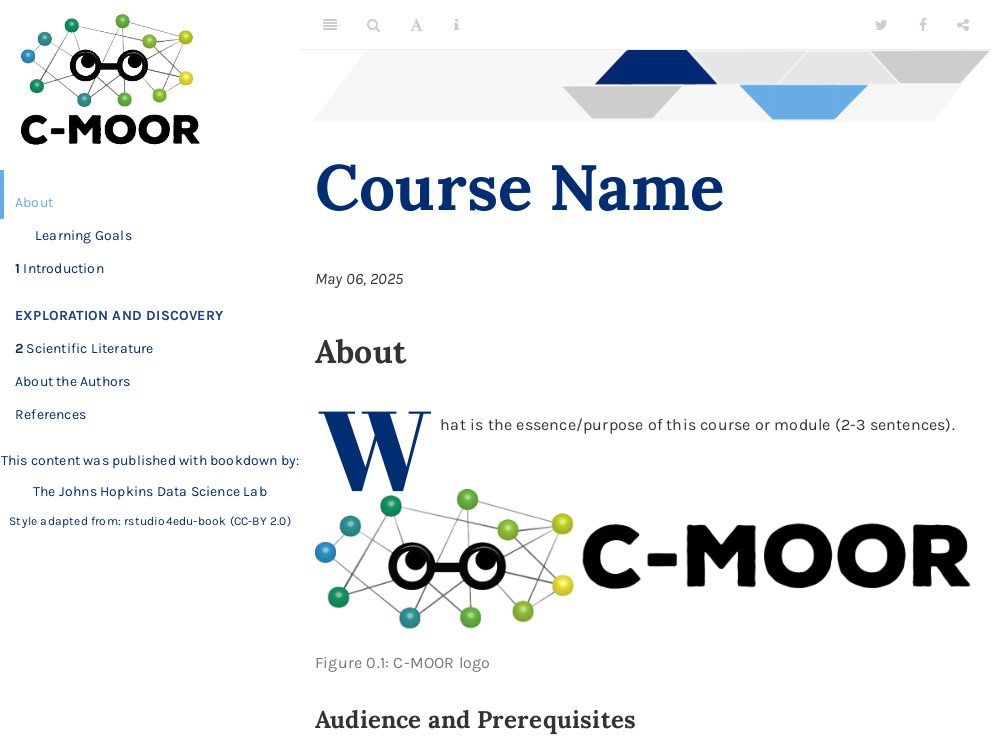 C-MOOR
About
Learning Goals
1 Introduction
EXPLORATION AND DISCOVERY
2 Scientific Literature
About the Authors
References
This content was published with bookdown by:
The Johns Hopkins Data Science Lab
Style adapted from: rstudio4edu-book (CC-BY 2.0)
A
i
Course Name
May 06, 2025
About
What is the essence/purpose of this course or module (2-3 sentences).
C-MOOR
Figure 0.1: C-MOOR logo
Audience and Prerequisites